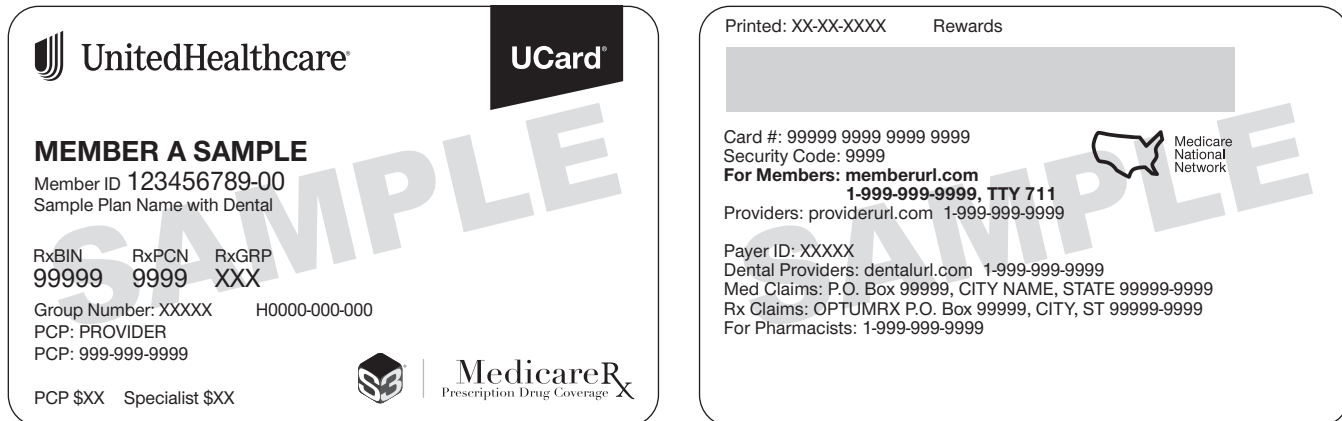 UnitedHealthcare®
UCard®
MEMBER A SAMPLE
Member ID 123456789-00
Sample Plan Name with Dental
RxBIN RxPCN RxGRP
99999 9999 XXX
Group Number: XXXXX H0000-000-000
PCP: PROVIDER
PCP: 999-999-9999
PCP $XX Specialist $XX
S3
MedicareRx
Prescription Drug Coverage
SAMPLE
Printed: XX-XX-XXXX Rewards
Card #: 99999 9999 9999 9999
Security Code: 9999
For Members: memberurl.com
1-999-999-9999, TTY 711
Providers: providerurl.com 1-999-999-9999
Medicare
National
Network
Payer ID: XXXXX
Dental Providers: dentalurl.com 1-999-999-9999
Med Claims: P.O. Box 99999, CITY NAME, STATE 99999-9999
Rx Claims: OPTUMRX P.O. Box 99999, CITY, ST 99999-9999
For Pharmacists: 1-999-999-9999
SAMPLE